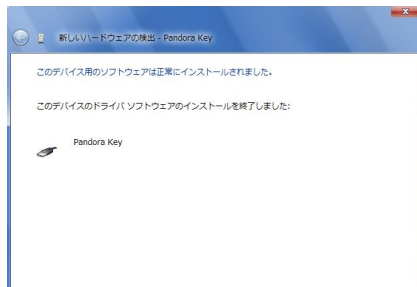 新しいハードウェアの検出 - Pandora Key
このデバイス用のソフトウェアは正常にインストールされました。
このデバイスのドライバ ソフトウェアのインストールを終了しました:
Pandora Key